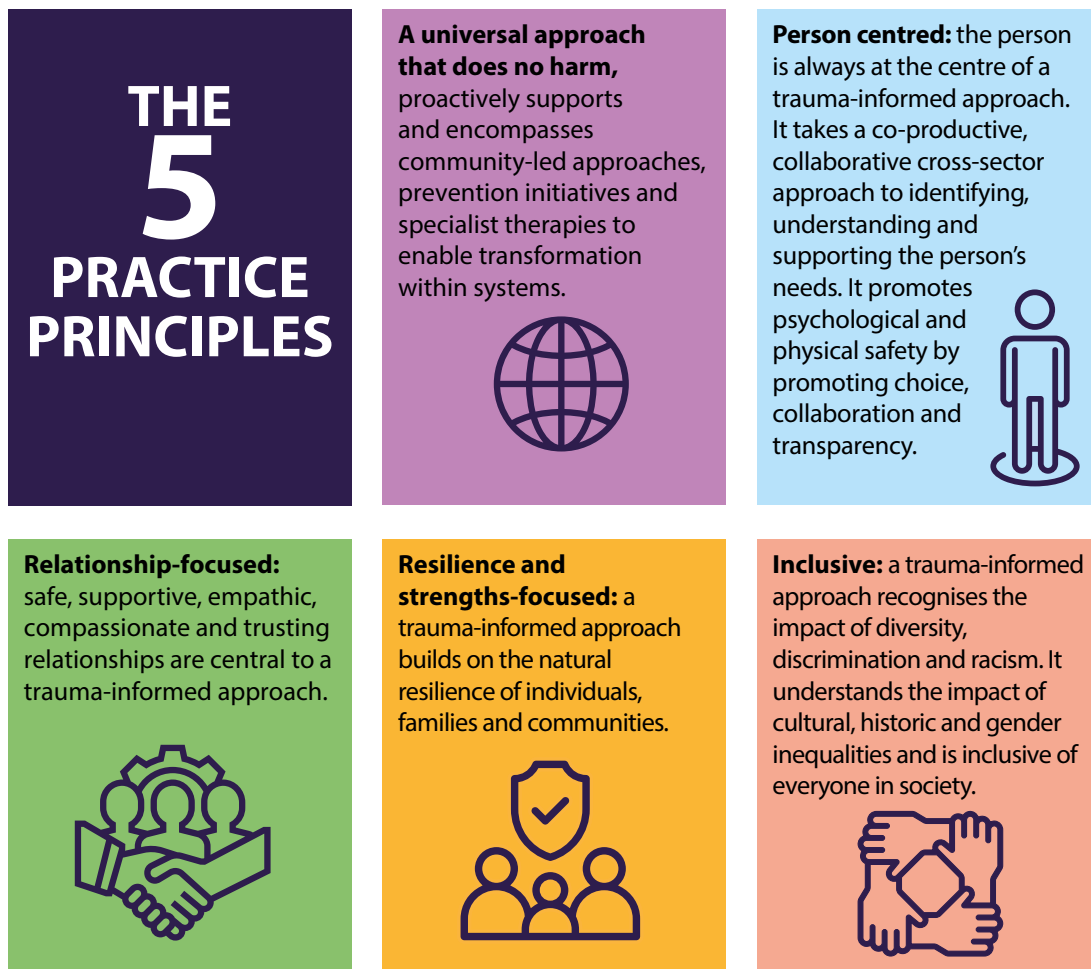 THE
5
PRACTICE
PRINCIPLES
A universal approach
that does no harm,
proactively supports
and encompasses
community-led approaches,
prevention initiatives and
specialist therapies to
enable transformation
within systems.
Person centred: the person
is always at the centre of a
trauma-informed approach.
It takes a co-productive,
collaborative cross-sector
approach to identifying,
understanding and
supporting the person’s
needs. It promotes
psychological and
physical safety by
promoting choice,
collaboration and
transparency.
Relationship-focused:
safe, supportive, empathic,
compassionate and trusting
relationships are central to a
trauma-informed approach.
Resilience and
strengths-focused: a
trauma-informed approach
builds on the natural
resilience of individuals,
families and communities.
Inclusive: a trauma-informed
approach recognises the
impact of diversity,
discrimination and racism. It
understands the impact of
cultural, historic and gender
inequalities and is inclusive of
everyone in society.